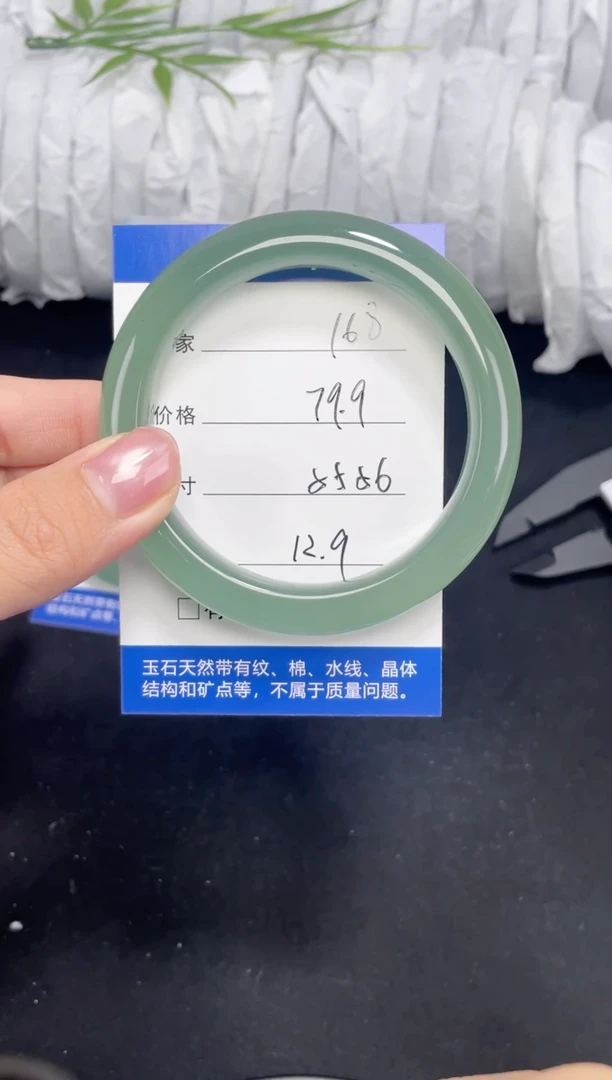 家 168
价格 79.9
寸
12.9
玉石天然带有纹、棉、水线、晶体
结构和矿点等，不属于质量问题。